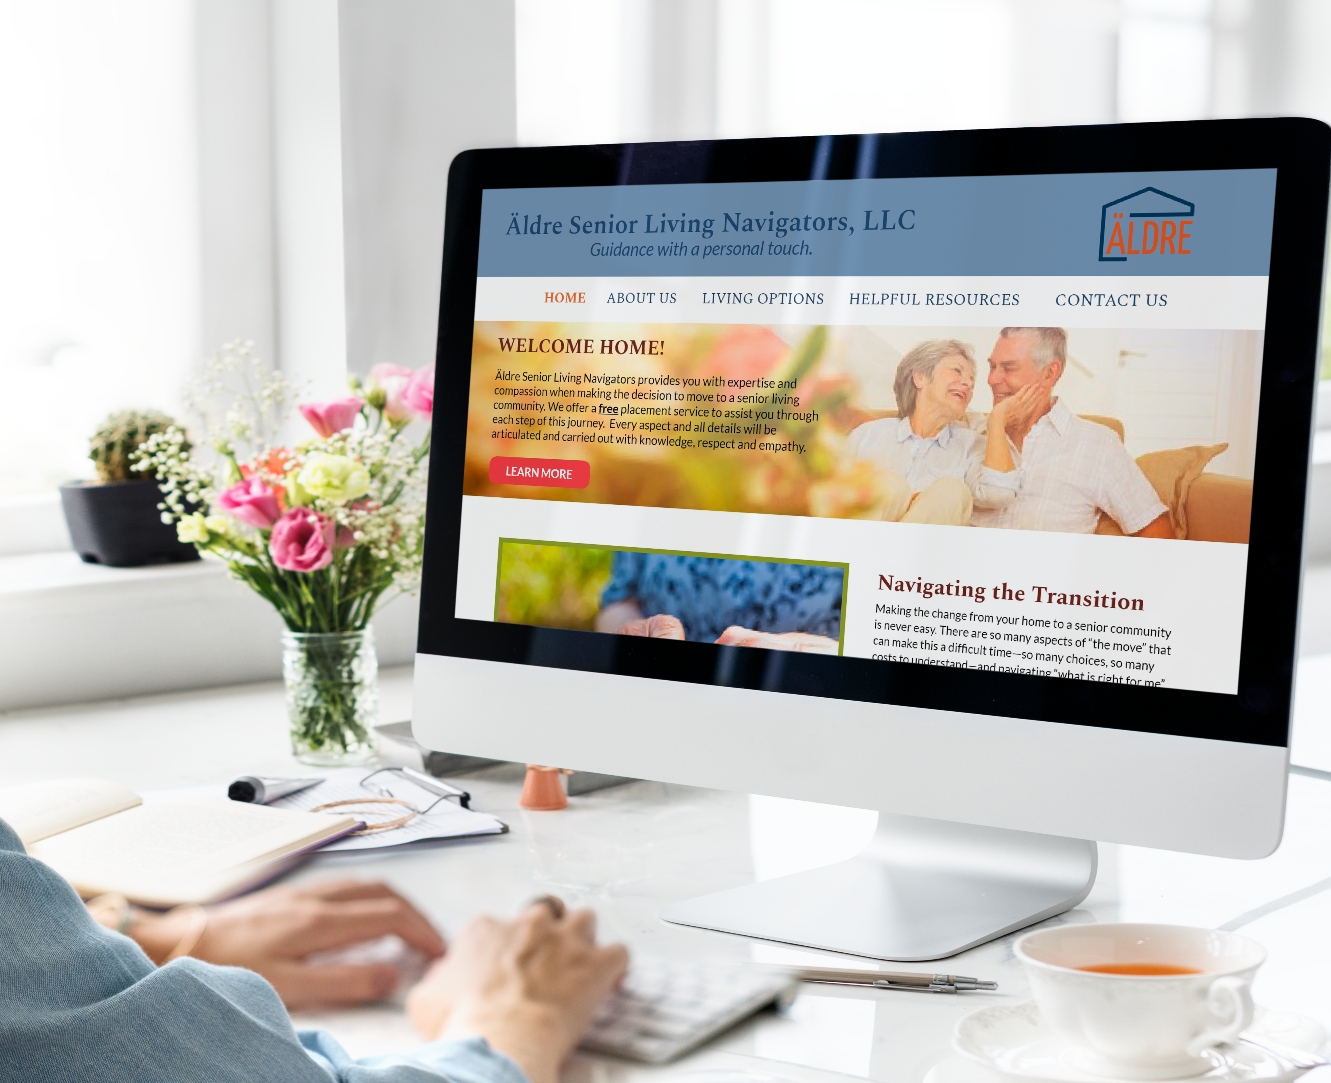 Äldre Senior Living Navigators, LLC
Guidance with a personal touch.
ÄLDRE
HOME ABOUT US LIVING OPTIONS HELPFUL RESOURCES CONTACT US
WELCOME HOME!
Äldre Senior Living Navigators provides you with expertise and
compassion when making the decision to move to a senior living
community. We offer a free placement service to assist you through
each step of this journey. Every aspect and all details will be
articulated and carried out with knowledge, respect and empathy.
LEARN MORE
Navigating the Transition
Making the change from your home to a senior community
is never easy. There are so many aspects of “the move” that
can make this a difficult time—so many choices, so many
costs to understand—and navigating “what is right for me”